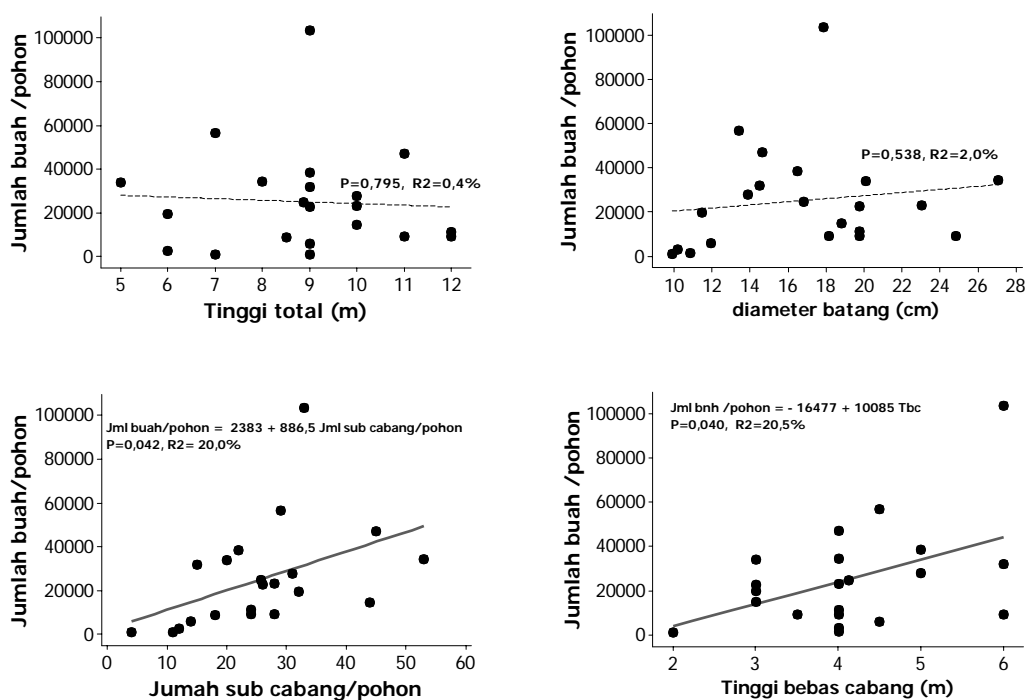 Jumlah buah /pohon
100000
80000
60000
40000
20000
0
P=0,795, R2=0,4%
5 6 7 8 9 10 11 12
Tinggi total (m)
Jumlah buah /pohon
100000
80000
60000
40000
20000
0
P=0,538, R2=2,0%
10 12 14 16 18 20 22 24 26 28
diameter batang (cm)
Jumlah buah/pohon
100000
80000
60000
40000
20000
0
Jml buah/pohon = 2383 + 886,5 Jml sub cabang/pohon
P=0,042, R2= 20,0%
0 10 20 30 40 50 60
Jumah sub cabang/pohon
Jumlah buah /pohon
100000
80000
60000
40000
20000
0
Jml bnh /pohon = - 16477 + 10085 Tbc
P=0,040, R2=20,5%
2 3 4 5 6
Tinggi bebas cabang (m)